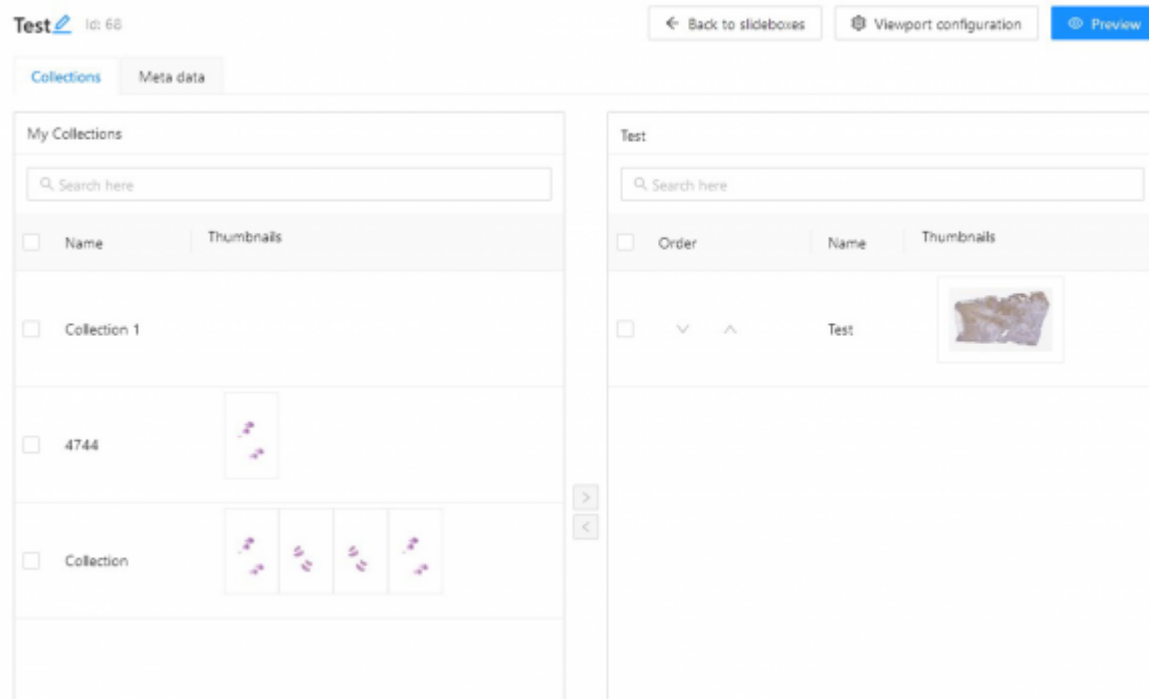 Test Id: 68
Back to slideboxes
Viewport configuration
Preview
Collections Meta data
My Collections
Search here
Name Thumbnails
Collection 1
4744
Collection
Test
Search here
Order Name Thumbnails
Test